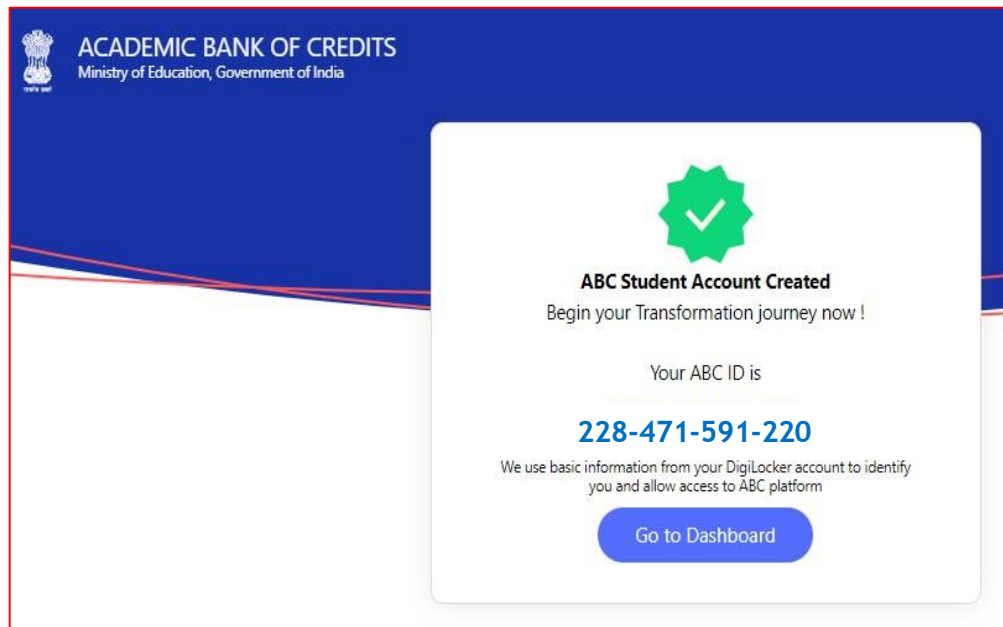 ACADEMIC BANK OF CREDITS
Ministry of Education, Government of India
ABC Student Account Created
Begin your Transformation journey now !
Your ABC ID is
228-471-591-220
We use basic information from your DigiLocker account to identify
you and allow access to ABC platform
Go to Dashboard